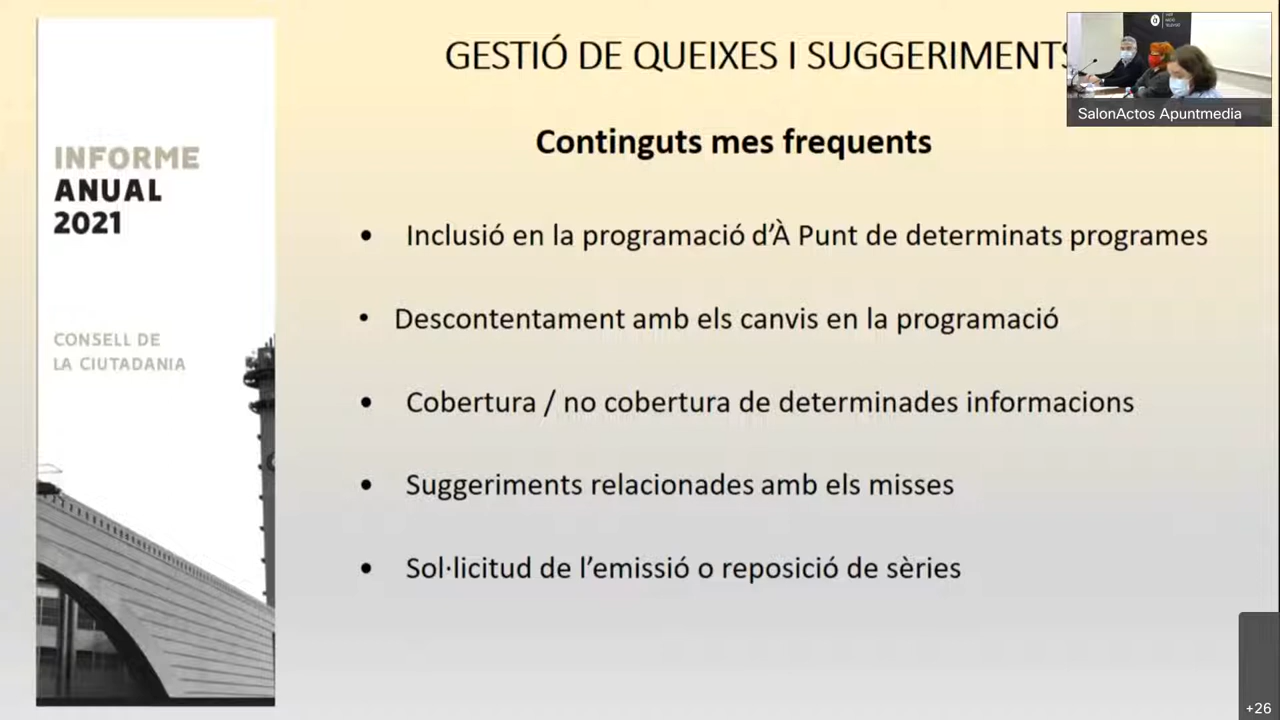 GESTIÓ DE QUEIXES I SUGGERIMENTS
SalonActos Apuntmedia
Continguts mes frequents
INFORME
ANUAL
2021
CONSELL DE
LA CIUTADANIA
• Inclusió en la programació d’À Punt de determinats programes
• Descontentament amb els canvis en la programació
• Cobertura / no cobertura de determinades informacions
• Suggeriments relacionades amb els misses
• Sol·licitud de l’emissió o reposició de sèries
+26